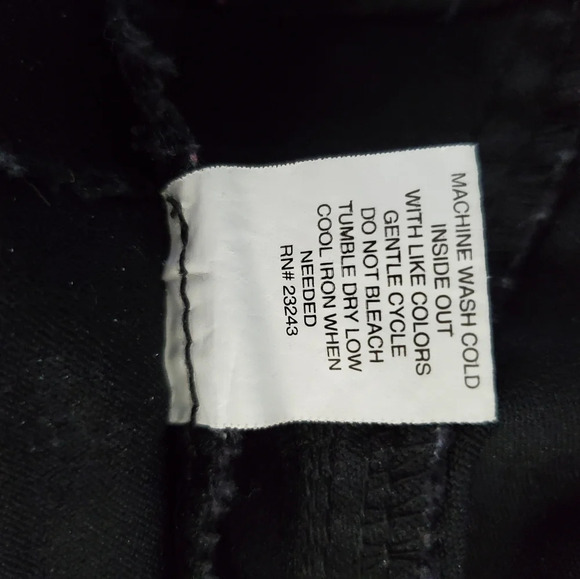 MACHINE WASH COLD
INSIDE OUT
WITH LIKE COLORS
GENTLE CYCLE
DO NOT BLEACH
TUMBLE DRY LOW
COOL IRON WHEN
NEEDED
RN# 23243